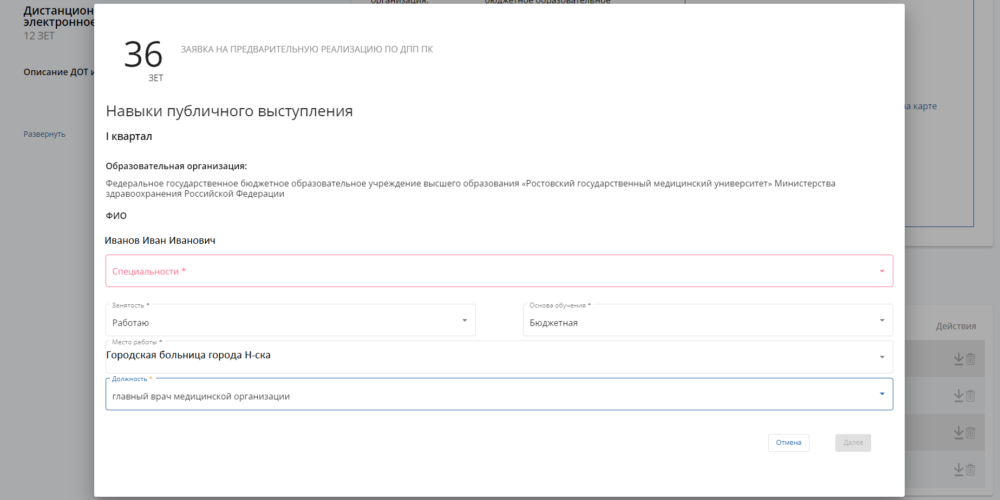 организация:
бюджетное образовательное
Дистанцион
электронное
12 ЗЕТ
Описание ДОТ и
Развернуть
на карте
Действия
36
ЗЕТ
ЗАЯВКА НА ПРЕДВАРИТЕЛЬНУЮ РЕАЛИЗАЦИЮ ПО ДПП ПК
Навыки публичного выступления
I квартал
Образовательная организация:
Федеральное государственное бюджетное образовательное учреждение высшего образования «Ростовский государственный медицинский университет» Министерства
здравоохранения Российской Федерации
ФИО
Иванов Иван Иванович
Специальности *
Занятость *
Работаю
Основа обучения *
Бюджетная
Место работы *
Городская больница города Н-ска
Должность *
главный врач медицинской организации
Отмена
Далее